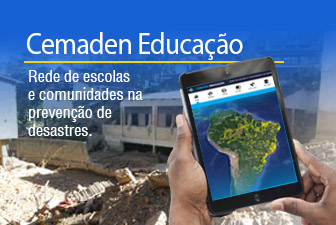 Cemaden Educação
Rede de escolas
e comunidades na
prevenção de
desastres.